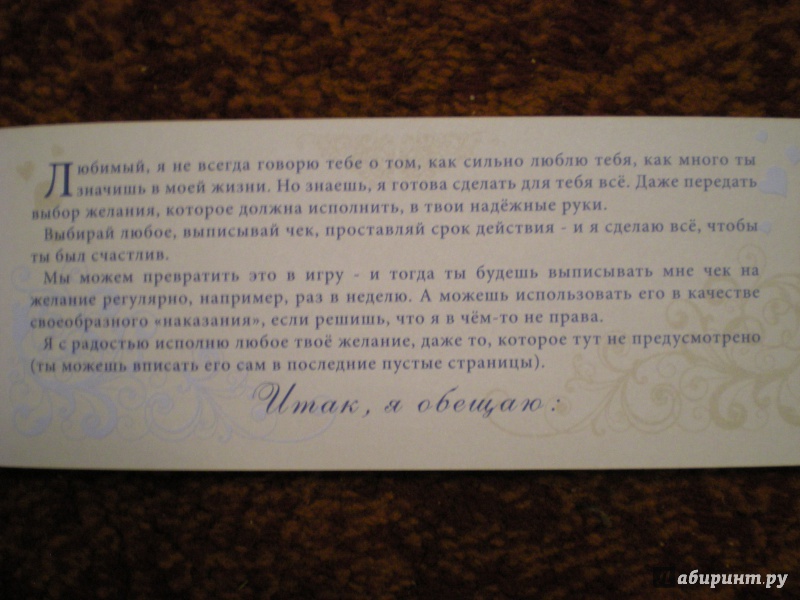 Любимый, я не всегда говорю тебе о том, как сильно люблю тебя, как много ты
значишь в моей жизни. Но знаешь, я готова сделать для тебя всё. Даже передать
выбор желания, которое должна исполнить, в твои надёжные руки.
Выбирай любое, выписывай чек, проставляй срок действия - и я сделаю всё, чтобы
ты был счастлив.
Мы можем превратить это в игру - и тогда ты будешь выписывать мне чек на
желание регулярно, например, раз в неделю. А можешь использовать его в качестве
своеобразного «наказания», если решишь, что я в чём-то не права.
Я с радостью исполню любое твоё желание, даже то, которое тут не предусмотрено
(ты можешь вписать его сам в последние пустые страницы).
Итак, я обещаю:
Лабиринт.ру